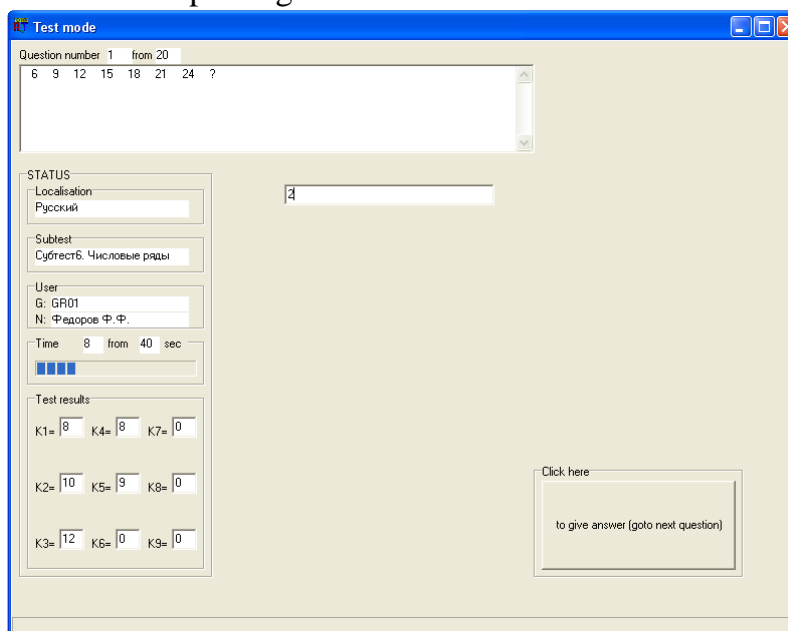 Test mode
Question number 1 from 20
6 9 12 15 18 21 24 ?
STATUS
Localisation
Русский
Subtest
Субтест6. Числовые ряды
User
G: GR01
N: Федоров Ф.Ф.
Time 8 from 40 sec
Test results
K1= 8 K4= 8 K7= 0
K2= 10 K5= 9 K8= 0
K3= 12 K6= 0 K9= 0
2
Click here
to give answer (goto next question)